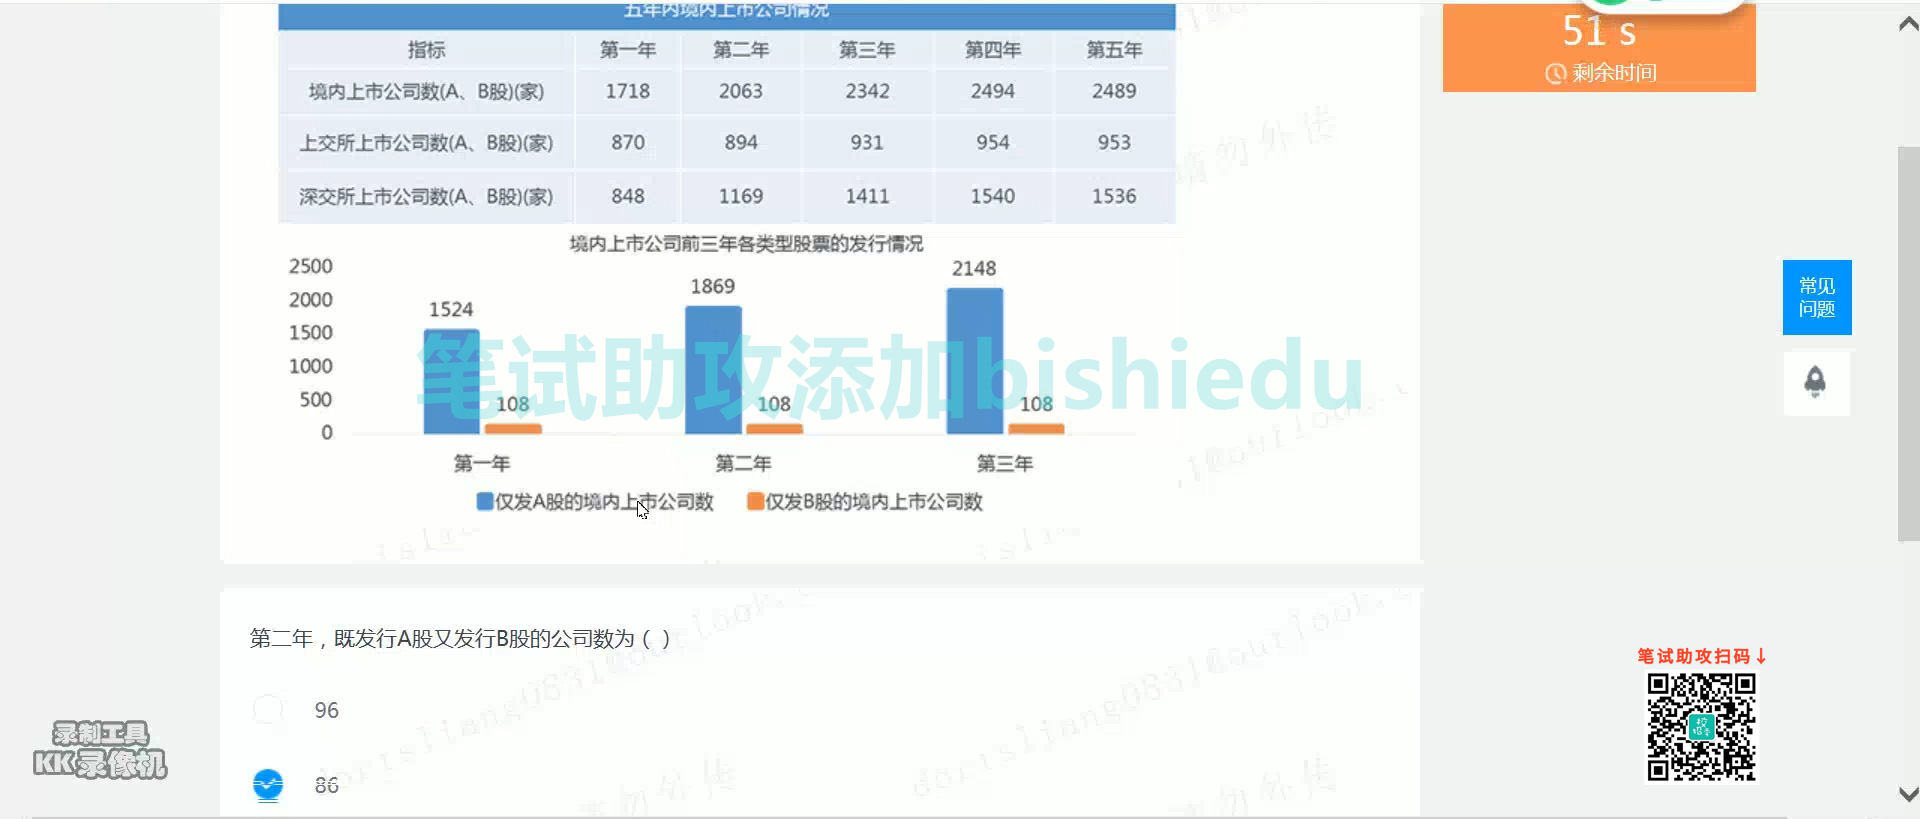 五年内境内上市公司情况
指标 第一年 第二年 第三年 第四年 第五年
境内上市公司数(A、B股)(家) 1718 2063 2342 2494 2489
上交所上市公司数(A、B股)(家) 870 894 931 954 953
深交所上市公司数(A、B股)(家) 848 1169 1411 1540 1536
境内上市公司前三年各类型股票的发行情况
2500
2000
1500
1000
500
0
1524
108
1869
108
2148
108
第一年 第二年 第三年
仅发A股的境内上市公司数 仅发B股的境内上市公司数
笔试助攻添加bishiedu
第二年，既发行A股又发行B股的公司数为（ ）
96
86
51 s
剩余时间
常见
问题
笔试助攻扫码↓
录制工具
KK录像机
请勿外传